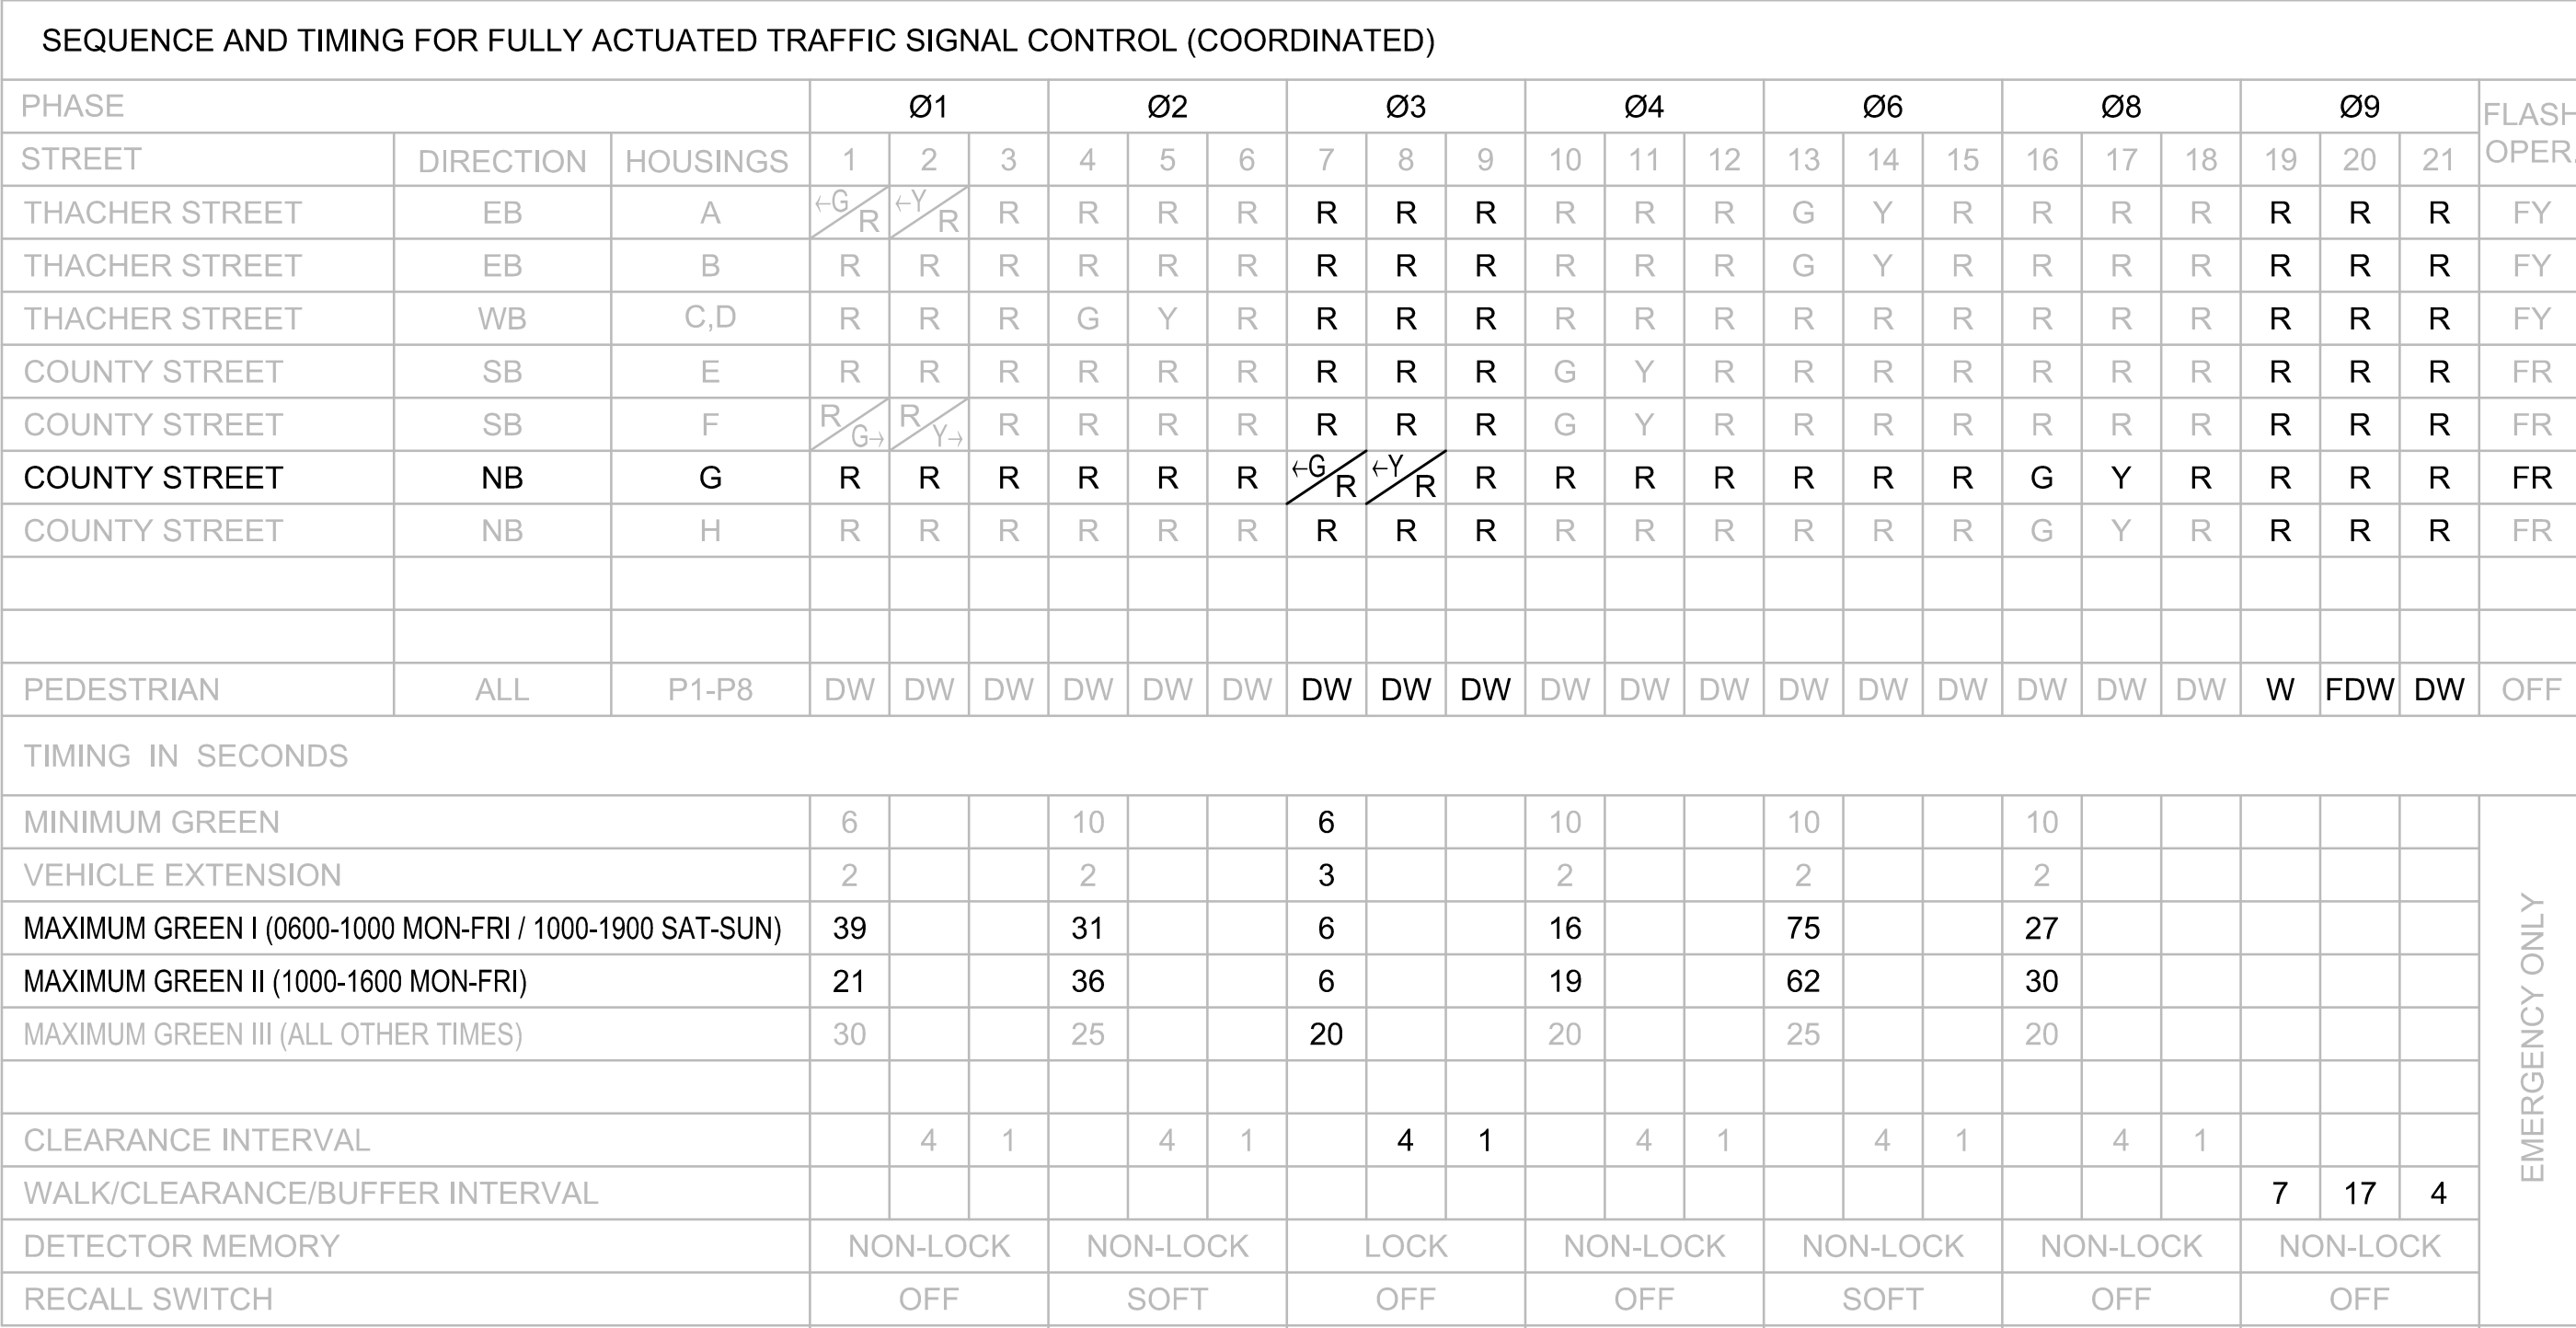 SEQUENCE AND TIMING FOR FULLY ACTUATED TRAFFIC SIGNAL CONTROL (COORDINATED)
PHASE Ø1 Ø2 Ø3 Ø4 Ø6 Ø8 Ø9 FLASH OPER.
STREET DIRECTION HOUSINGS 1 2 3 4 5 6 7 8 9 10 11 12 13 14 15 16 17 18 19 20 21
THACHER STREET EB A ←G/R ←Y/R R R R R R R R R R R G Y R R R R R R R FY
THACHER STREET EB B R R R R R R R R R R R R G Y R R R R R R R FY
THACHER STREET WB C,D R R R G Y R R R R R R R R R R R R R R R R FY
COUNTY STREET SB E R R R R R R R R R G Y R R R R R R R R R R FR
COUNTY STREET SB F R/G→ R/Y→ R R R R R R R G Y R R R R R R R R R R FR
COUNTY STREET NB G R R R R R R ←G/R ←Y/R R R R R R R R G Y R R R R FR
COUNTY STREET NB H R R R R R R R R R R R R R R R G Y R R R R FR
PEDESTRIAN ALL P1-P8 DW DW DW DW DW DW DW DW DW DW DW DW DW DW DW DW DW DW W FDW DW OFF
TIMING IN SECONDS
MINIMUM GREEN 6 10 6 10 10 10
VEHICLE EXTENSION 2 2 3 2 2 2
MAXIMUM GREEN I (0600-1000 MON-FRI / 1000-1900 SAT-SUN) 39 31 6 16 75 27
MAXIMUM GREEN II (1000-1600 MON-FRI) 21 36 6 19 62 30
MAXIMUM GREEN III (ALL OTHER TIMES) 30 25 20 20 25 20
CLEARANCE INTERVAL 4 1 4 1 4 1 4 1 4 1 4 1
WALK/CLEARANCE/BUFFER INTERVAL 7 17 4
DETECTOR MEMORY NON-LOCK NON-LOCK LOCK NON-LOCK NON-LOCK NON-LOCK NON-LOCK
RECALL SWITCH OFF SOFT OFF OFF SOFT OFF OFF
EMERGENCY ONLY